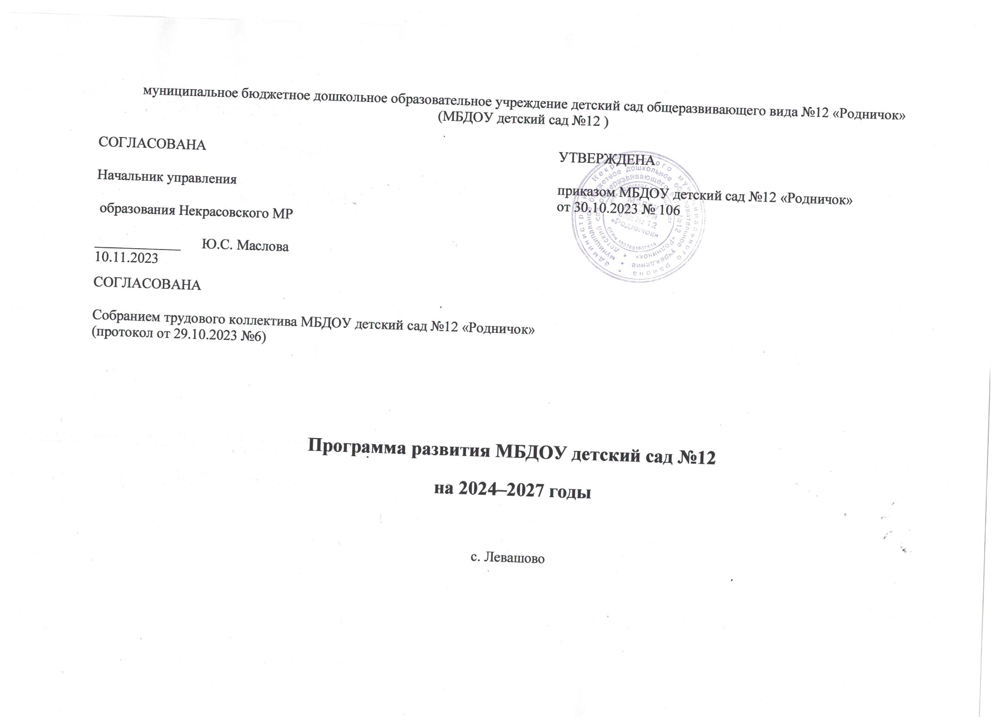 муниципальное бюджетное дошкольное образовательное учреждение детский сад общеразвивающего вида №12 «Родничок»
(МБДОУ детский сад №12 )
СОГЛАСОВАНА
Начальник управления
образования Некрасовского МР
Ю.С. Маслова
10.11.2023
СОГЛАСОВАНА
Собранием трудового коллектива МБДОУ детский сад №12 «Родничок»
(протокол от 29.10.2023 №6)
УТВЕРЖДЕНА
приказом МБДОУ детский сад №12 «Родничок»
от 30.10.2023 № 106
администрация Некрасовского муниципального района
муниципальное бюджетное дошкольное образовательное учреждение
детский сад общеразвивающего вида №12 «Родничок»
ОГРН 1027601600619
МБДОУ
детский
сад № 12
«Родничок»
Программа развития МБДОУ детский сад №12
на 2024–2027 годы
с. Левашово